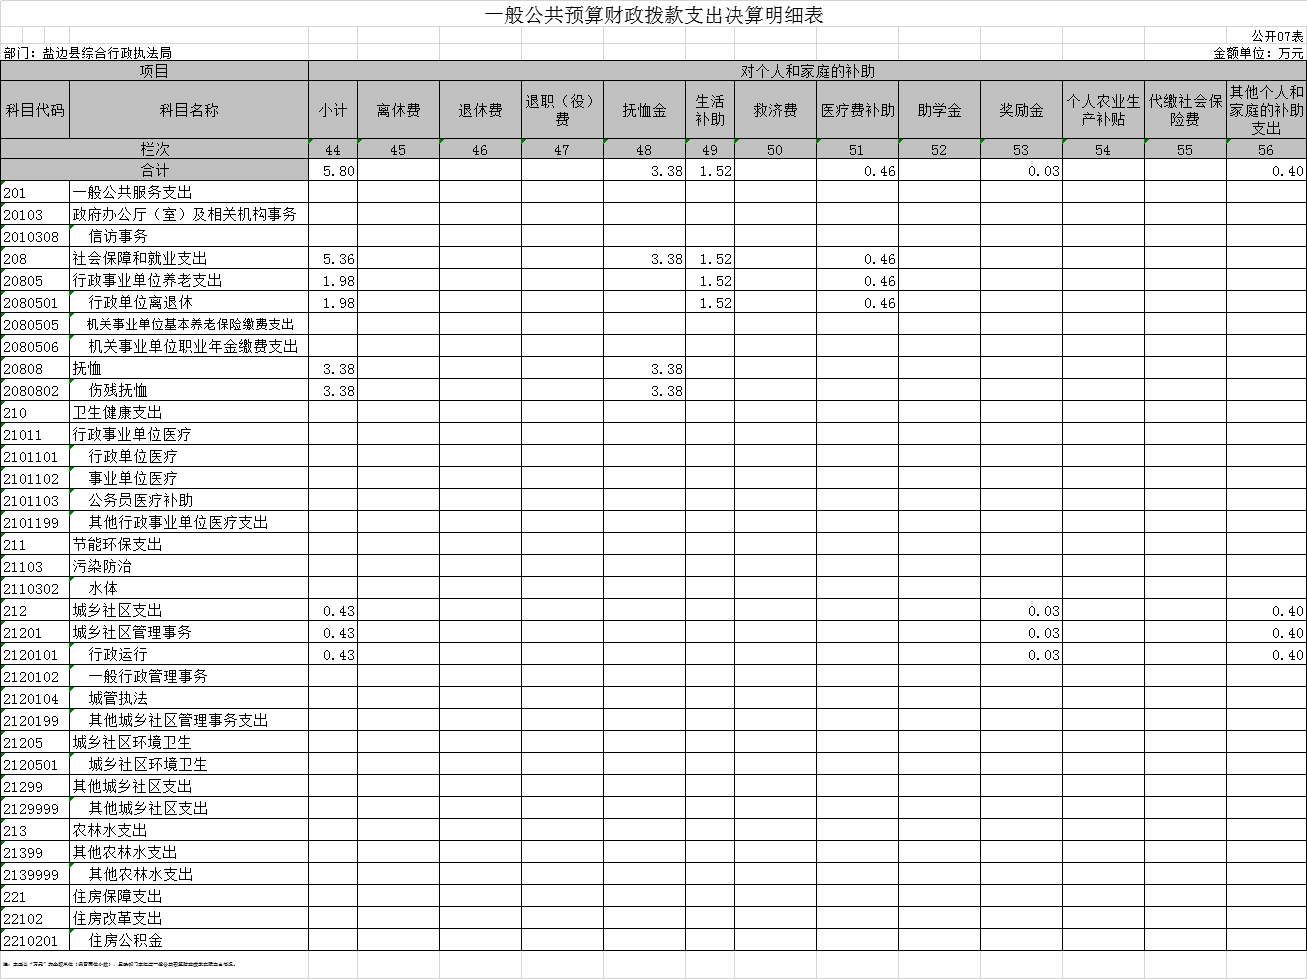 一般公共预算财政拨款支出决算明细表
公开07表
部门：盐边县综合行政执法局 金额单位：万元
项目 对个人和家庭的补助
科目代码 科目名称 小计 离休费 退休费 退职（役）费 抚恤金 生活补助 救济费 医疗费补助 助学金 奖励金 个人农业生产补贴 代缴社会保险费 其他个人和家庭的补助支出
栏次 44 45 46 47 48 49 50 51 52 53 54 55 56
合计 5.80 3.38 1.52 0.46 0.03 0.40
201 一般公共服务支出
20103 政府办公厅（室）及相关机构事务
2010308 信访事务
208 社会保障和就业支出 5.36 3.38 1.52 0.46
20805 行政事业单位养老支出 1.98 1.52 0.46
2080501 行政单位离退休 1.98 1.52 0.46
2080505 机关事业单位基本养老保险缴费支出
2080506 机关事业单位职业年金缴费支出
20808 抚恤 3.38 3.38
2080802 伤残抚恤 3.38 3.38
210 卫生健康支出
21011 行政事业单位医疗
2101101 行政单位医疗
2101102 事业单位医疗
2101103 公务员医疗补助
2101199 其他行政事业单位医疗支出
211 节能环保支出
21103 污染防治
2110302 水体
212 城乡社区支出 0.43 0.03 0.40
21201 城乡社区管理事务 0.43 0.03 0.40
2120101 行政运行 0.43 0.03 0.40
2120102 一般行政管理事务
2120104 城管执法
2120199 其他城乡社区管理事务支出
21205 城乡社区环境卫生
2120501 城乡社区环境卫生
21299 其他城乡社区支出
2129999 其他城乡社区支出
213 农林水支出
21399 其他农林水支出
2139999 其他农林水支出
221 住房保障支出
22102 住房改革支出
2210201 住房公积金